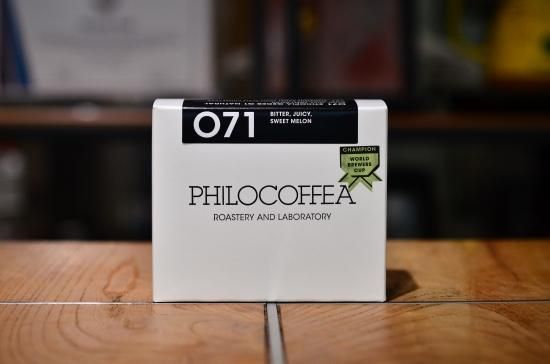 071
BITTER, JUICY,
SWEET MELON
CHAMPION
WORLD
BREWERS
CUP
PHILOCOFFEA
ROASTERY AND LABORATORY